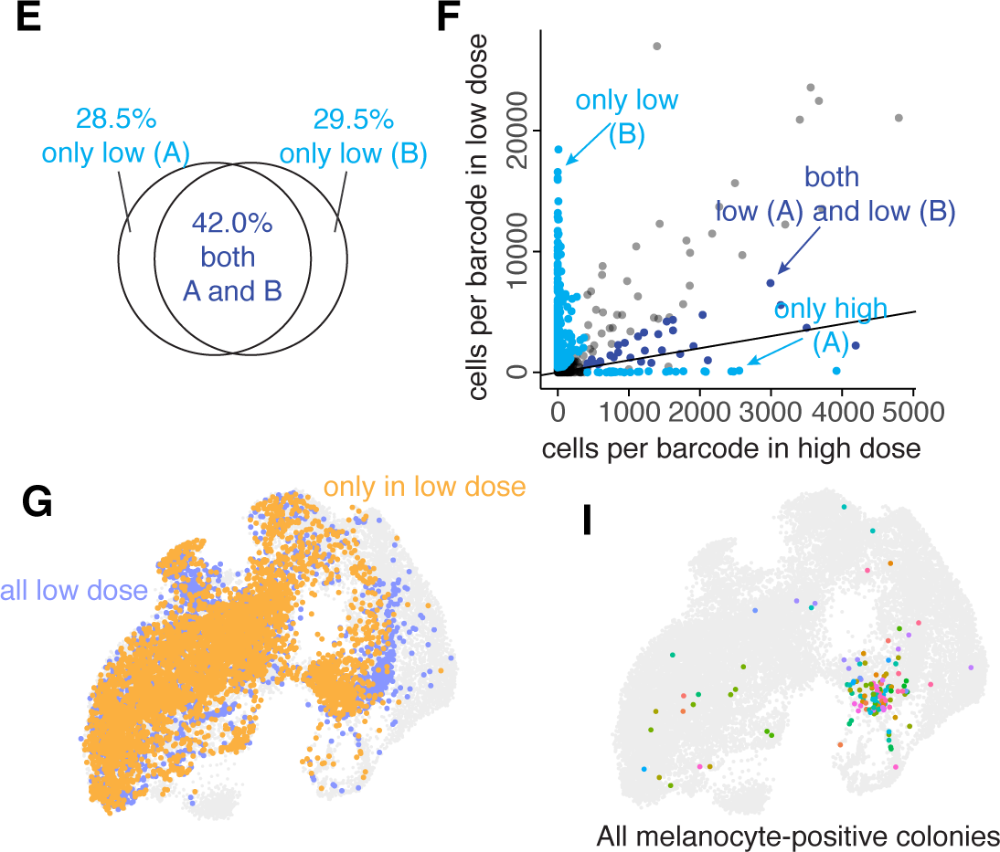 E
28.5%
only low (A)
29.5%
only low (B)
42.0%
both
A and B
F
cells per barcode in low dose
20000
10000
0
only low
(B)
both
low (A) and low (B)
only high
(A)
0 1000 2000 3000 4000 5000
cells per barcode in high dose
G
only in low dose
all low dose
I
All melanocyte-positive colonies